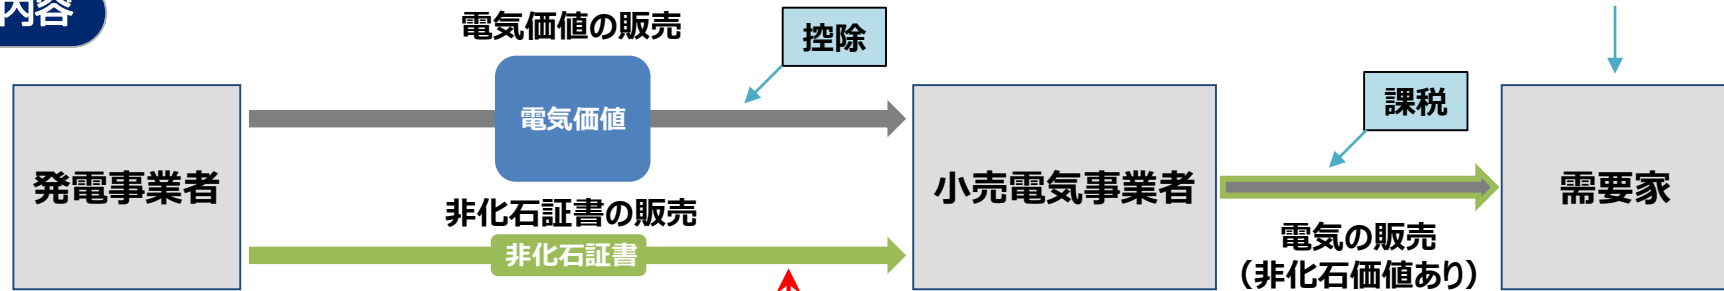 内容
電気価値の販売
控除
電気価値
課税
発電事業者
小売電気事業者
需要家
非化石証書の販売
非化石証書
電気の販売
（非化石価値あり）